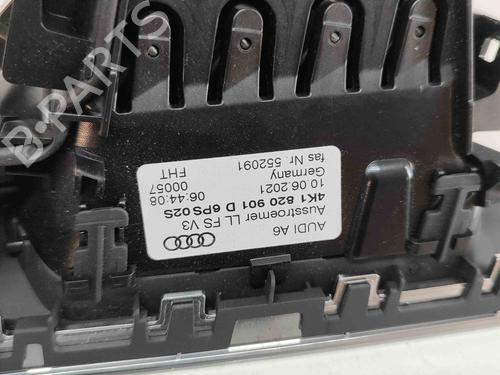 B-PARTS
AUDI A6
Ausstroemer LL FS V3
4K1 820 901 D 6PS 02S
10.06.2021 06:44:08
Germany 00057
fas Nr. 552091 FHT